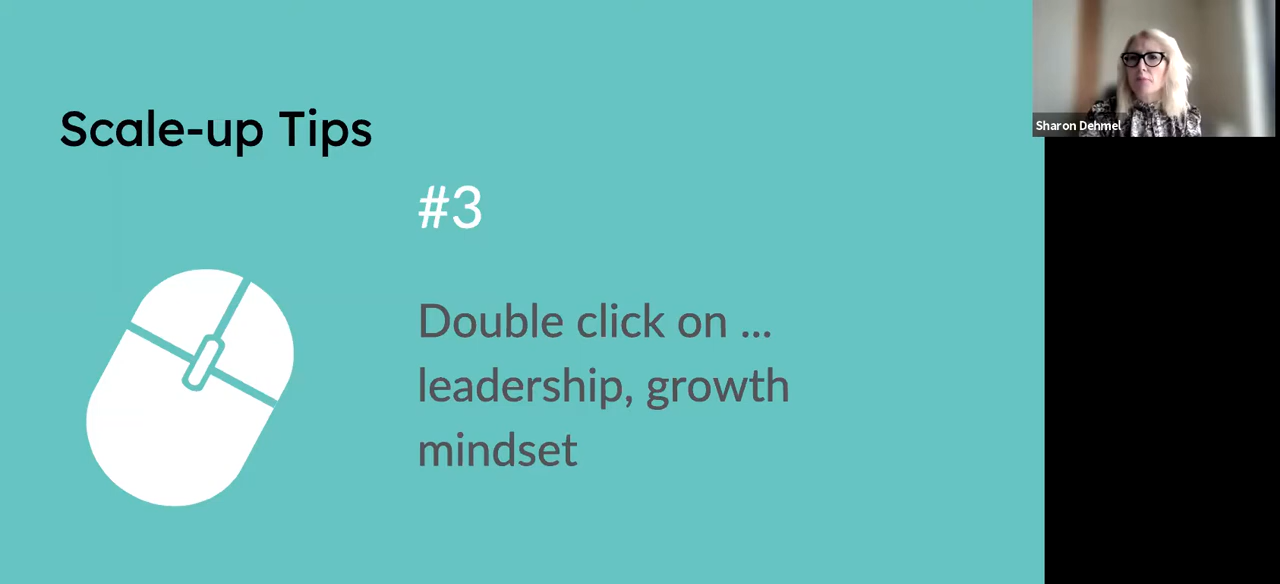 Scale-up Tips
#3
Double click on ...
leadership, growth
mindset
Sharon Dehmel